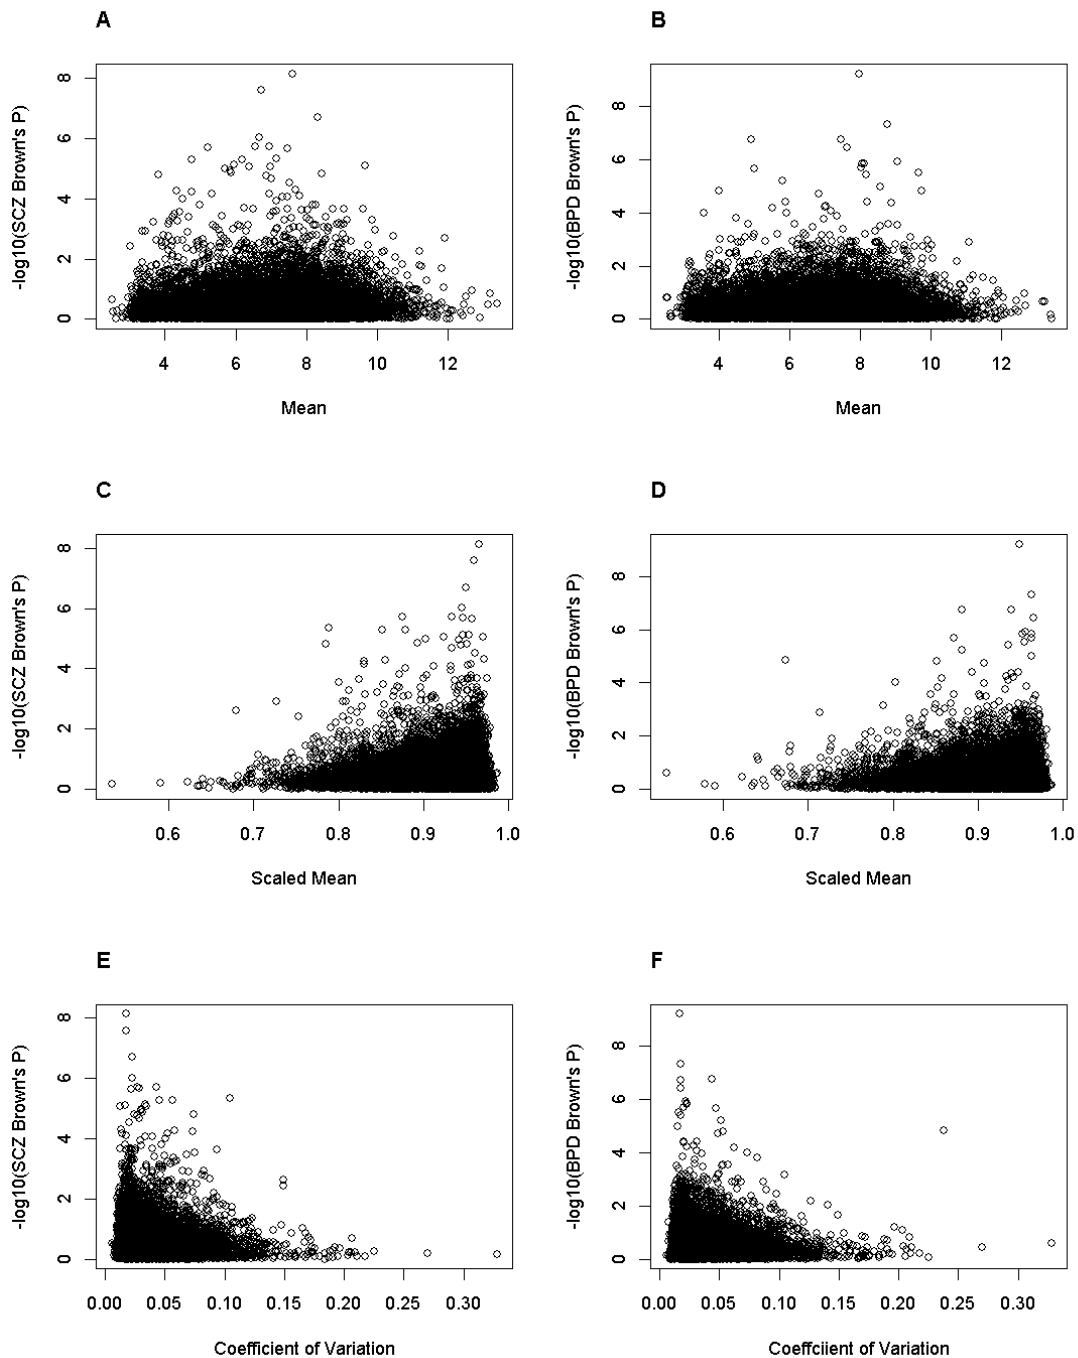 A
-log10(SCZ Brown's P)
8
6
4
2
0
4 6 8 10 12
Mean
B
-log10(BPD Brown's P)
8
6
4
2
0
4 6 8 10 12
Mean
C
-log10(SCZ Brown's P)
8
6
4
2
0
0.6 0.7 0.8 0.9 1.0
Scaled Mean
D
-log10(BPD Brown's P)
8
6
4
2
0
0.6 0.7 0.8 0.9 1.0
Scaled Mean
E
-log10(SCZ Brown's P)
8
6
4
2
0
0.00 0.05 0.10 0.15 0.20 0.25 0.30
Coefficient of Variation
F
-log10(BPD Brown's P)
8
6
4
2
0
0.00 0.05 0.10 0.15 0.20 0.25 0.30
Coeffciient of Variation